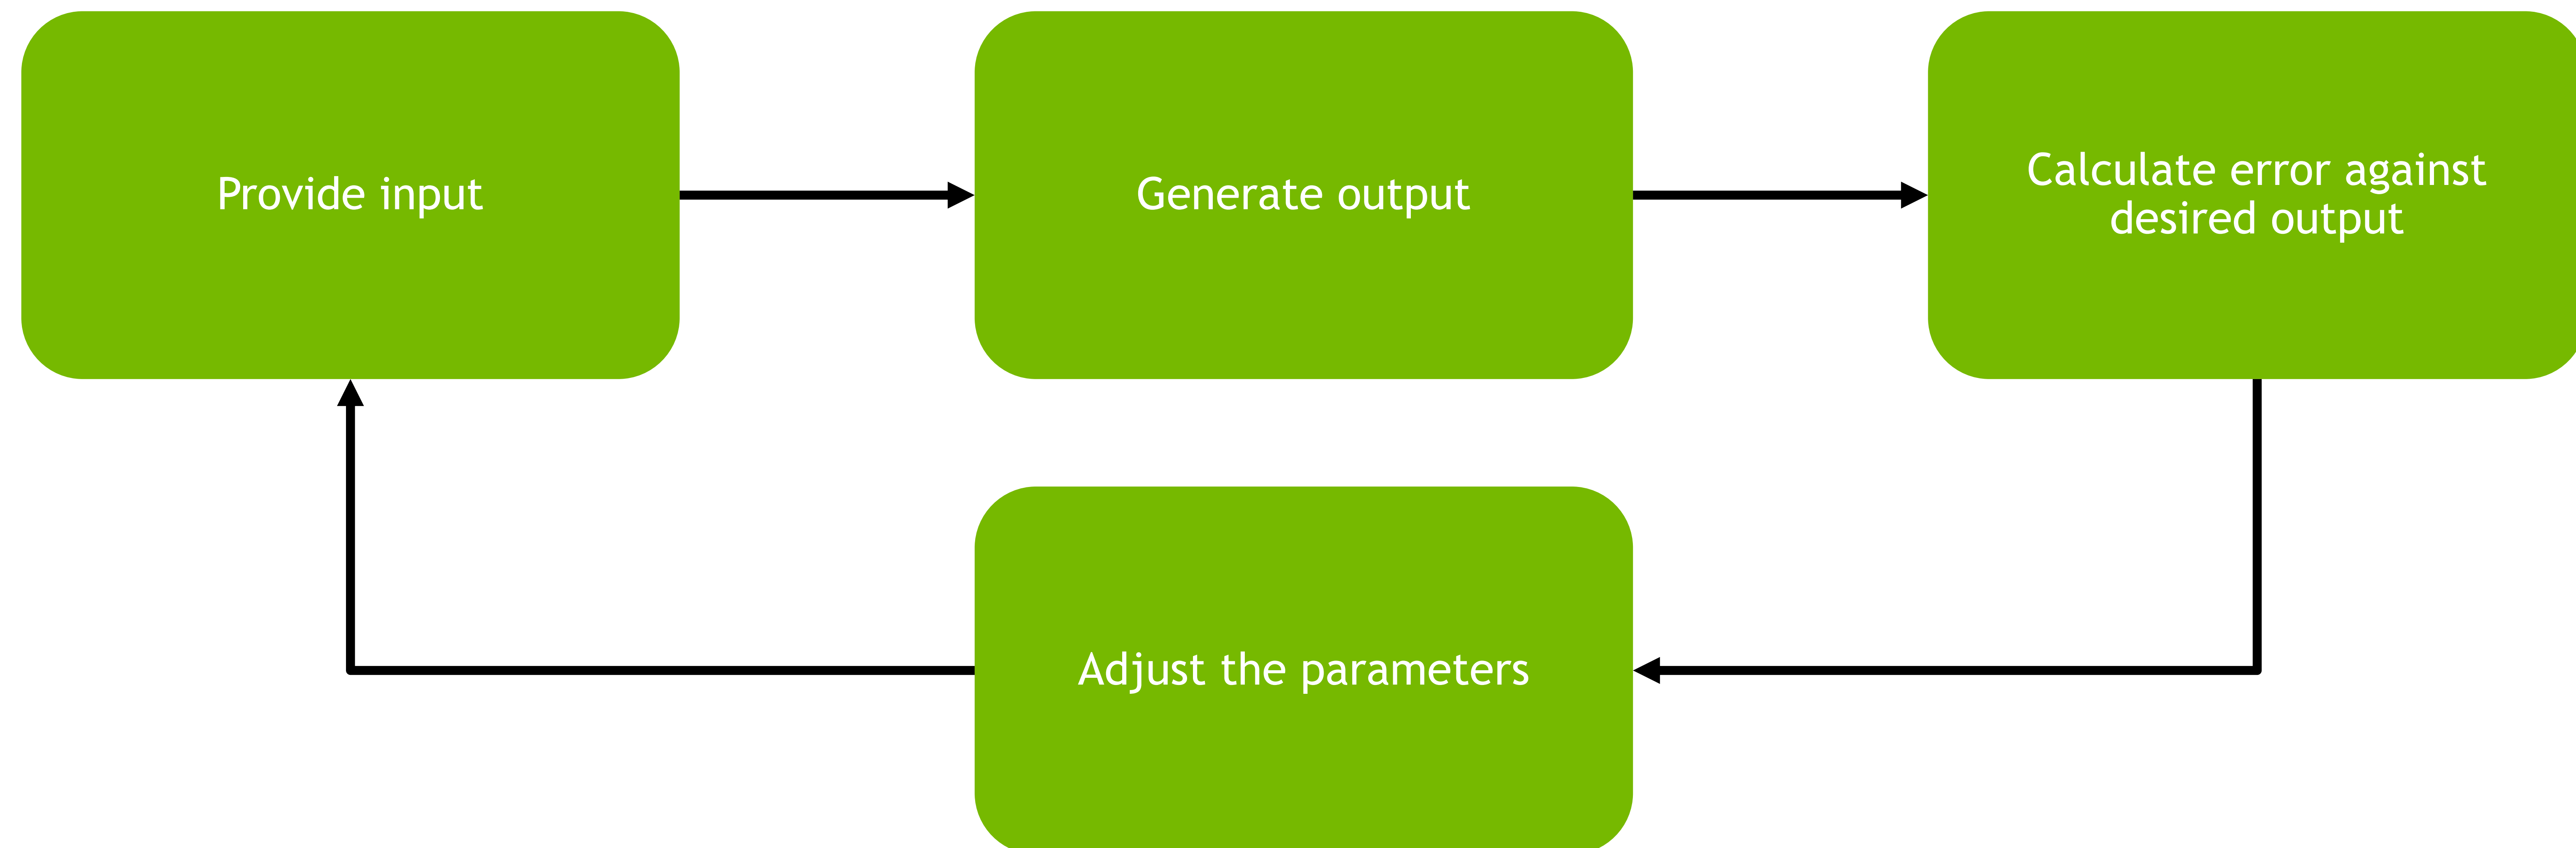 Provide input
Generate output
Calculate error against
desired output
Adjust the parameters